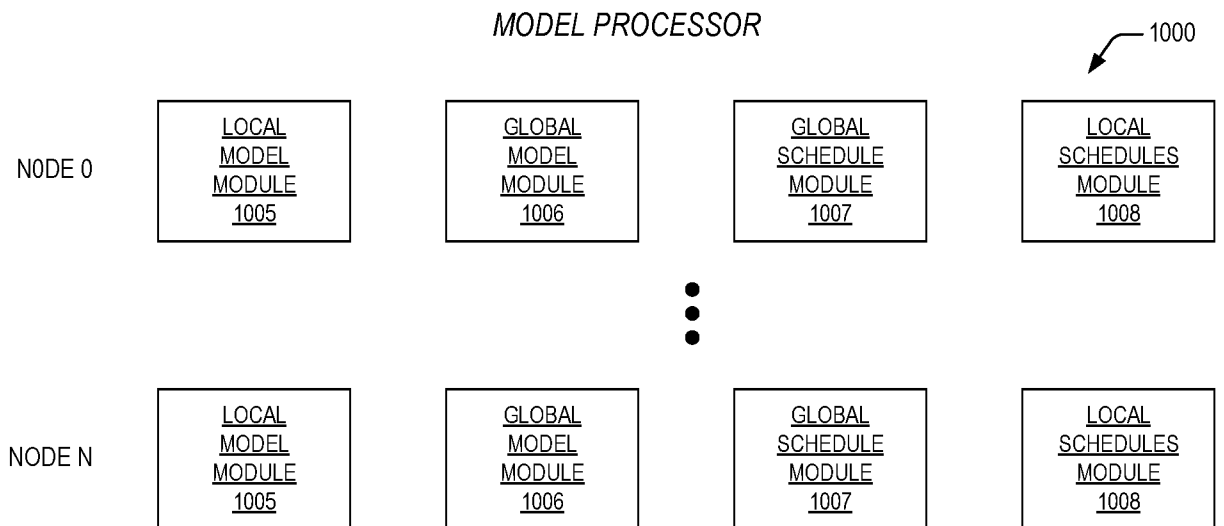 MODEL PROCESSOR
1000
N0DE 0
LOCAL
MODEL
MODULE
1005
GLOBAL
MODEL
MODULE
1006
GLOBAL
SCHEDULE
MODULE
1007
LOCAL
SCHEDULES
MODULE
1008
NODE N
LOCAL
MODEL
MODULE
1005
GLOBAL
MODEL
MODULE
1006
GLOBAL
SCHEDULE
MODULE
1007
LOCAL
SCHEDULES
MODULE
1008